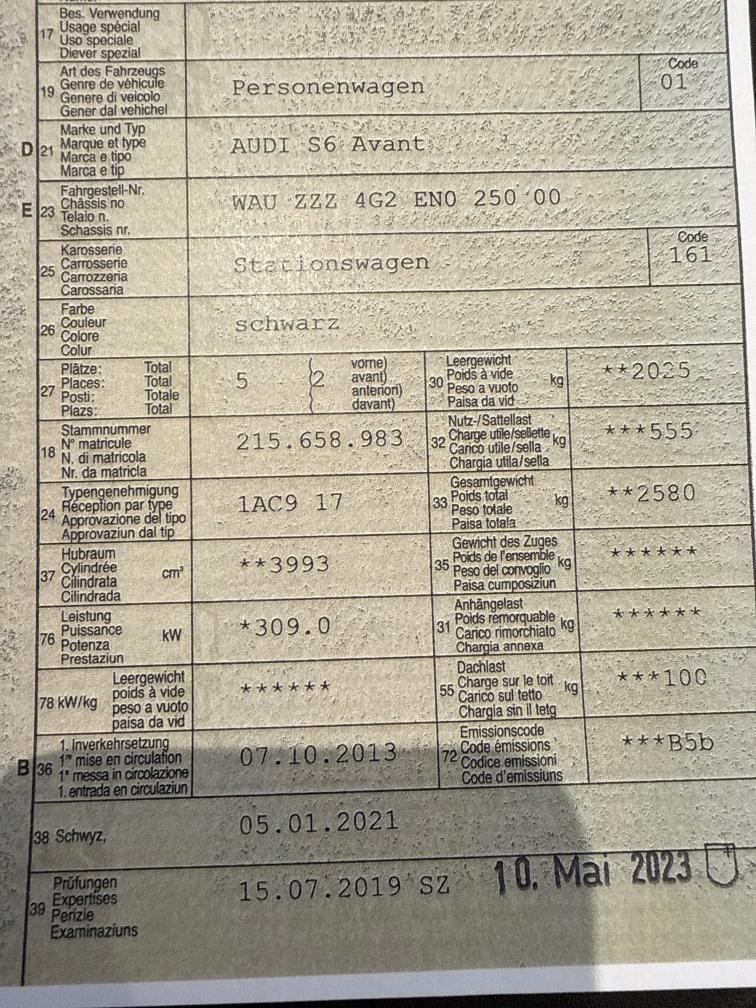 17 Bes. Verwendung
Usage spécial
Uso speciale
Diever spezial
19 Art des Fahrzeugs
Genre de véhicule
Genere di veicolo
Gener dal vehichel
Personenwagen
Code
01
D 21 Marke und Typ
Marque et type
Marca e tipo
Marca e tip
AUDI S6 Avant
E 23 Fahrgestell-Nr.
Châssis no
Telaio n.
Schassis nr.
WAU ZZZ 4G2 EN0 250 00
25 Karosserie
Carrosserie
Carrozzeria
Carossaria
Stationswagen
Code
161
26 Farbe
Couleur
Colore
Colur
schwarz
27 Plätze: Total
Places: Total
Posti: Totale
Plazs: Total
5 (2 vorne)
avant)
anteriori)
davant)
30 Leergewicht
Poids à vide
Peso a vuoto
Paisa da vid
kg
**2025
18 Stammnummer
N° matricule
N. di matricola
Nr. da matricla
215.658.983
32 Nutz-/Sattellast
Charge utile/sellette
Carico utile/sella
Chargia utila/sella
kg
***555
24 Typengenehmigung
Réception par type
Approvazione del tipo
Approvaziun dal tip
1AC9 17
33 Gesamtgewicht
Poids total
Peso totale
Paisa totala
kg
**2580
37 Hubraum
Cylindrée
Cilindrata
Cilindrada
cm³
**3993
35 Gewicht des Zuges
Poids de l'ensemble
Peso del convoglio
Paisa cumposiziun
kg
******
76 Leistung
Puissance
Potenza
Prestaziun
kW
*309.0
31 Anhängelast
Poids remorquable
Carico rimorchiato
Chargia annexa
kg
******
78 kW/kg Leergewicht
poids à vide
peso a vuoto
paisa da vid
******
55 Dachlast
Charge sur le toit
Carico sul tetto
Chargia sin il tetg
kg
***100
B 36 1. Inverkehrsetzung
1re mise en circulation
1a messa in circolazione
1. entrada en circulaziun
07.10.2013
72 Emissionscode
Code émissions
Codice emissioni
Code d'emissiuns
***B5b
38 Schwyz,
05.01.2021
39 Prüfungen
Expertises
Perizie
Examinaziuns
15.07.2019 SZ
10. Mai 2023